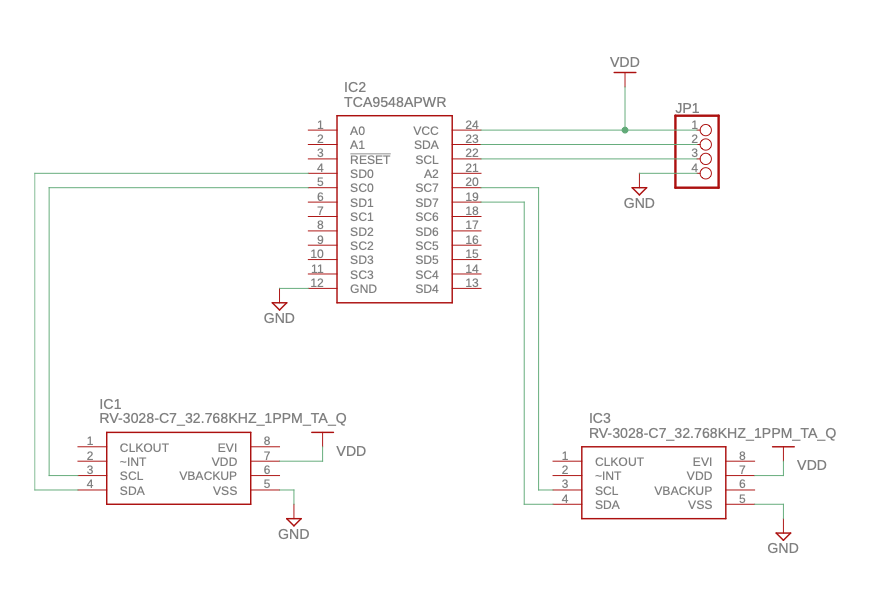 VDD
IC2
TCA9548APWR
JP1
1 A0 VCC 24 1
2 A1 SDA 23 2
3 RESET SCL 22 3
4 SD0 A2 21 4
5 SC0 SC7 20
6 SD1 SD7 19 GND
7 SC1 SC6 18
8 SD2 SD6 17
9 SC2 SC5 16
10 SD3 SD5 15
11 SC3 SC4 14
12 GND SD4 13
GND
IC1
RV-3028-C7_32.768KHZ_1PPM_TA_Q
1 CLKOUT EVI 8
2 ~INT VDD 7 VDD
3 SCL VBACKUP 6
4 SDA VSS 5
GND
IC3
RV-3028-C7_32.768KHZ_1PPM_TA_Q
1 CLKOUT EVI 8
2 ~INT VDD 7 VDD
3 SCL VBACKUP 6
4 SDA VSS 5
GND